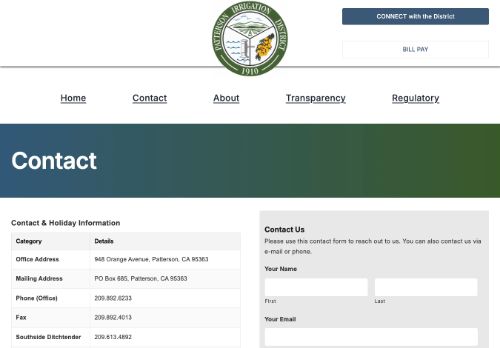 PATTERSON IRRIGATION DISTRICT
1910
CONNECT with the District
BILL PAY
Home Contact About Transparency Regulatory
Contact
Contact & Holiday Information
Category Details
Office Address 948 Orange Avenue, Patterson, CA 95363
Mailing Address PO Box 685, Patterson, CA 95363
Phone (Office) 209.892.6233
Fax 209.892.4013
Southside Ditchtender 209.613.4892
Contact Us
Please use this contact form to reach out to us. You can also contact us via
e-mail or phone.
Your Name
First Last
Your Email